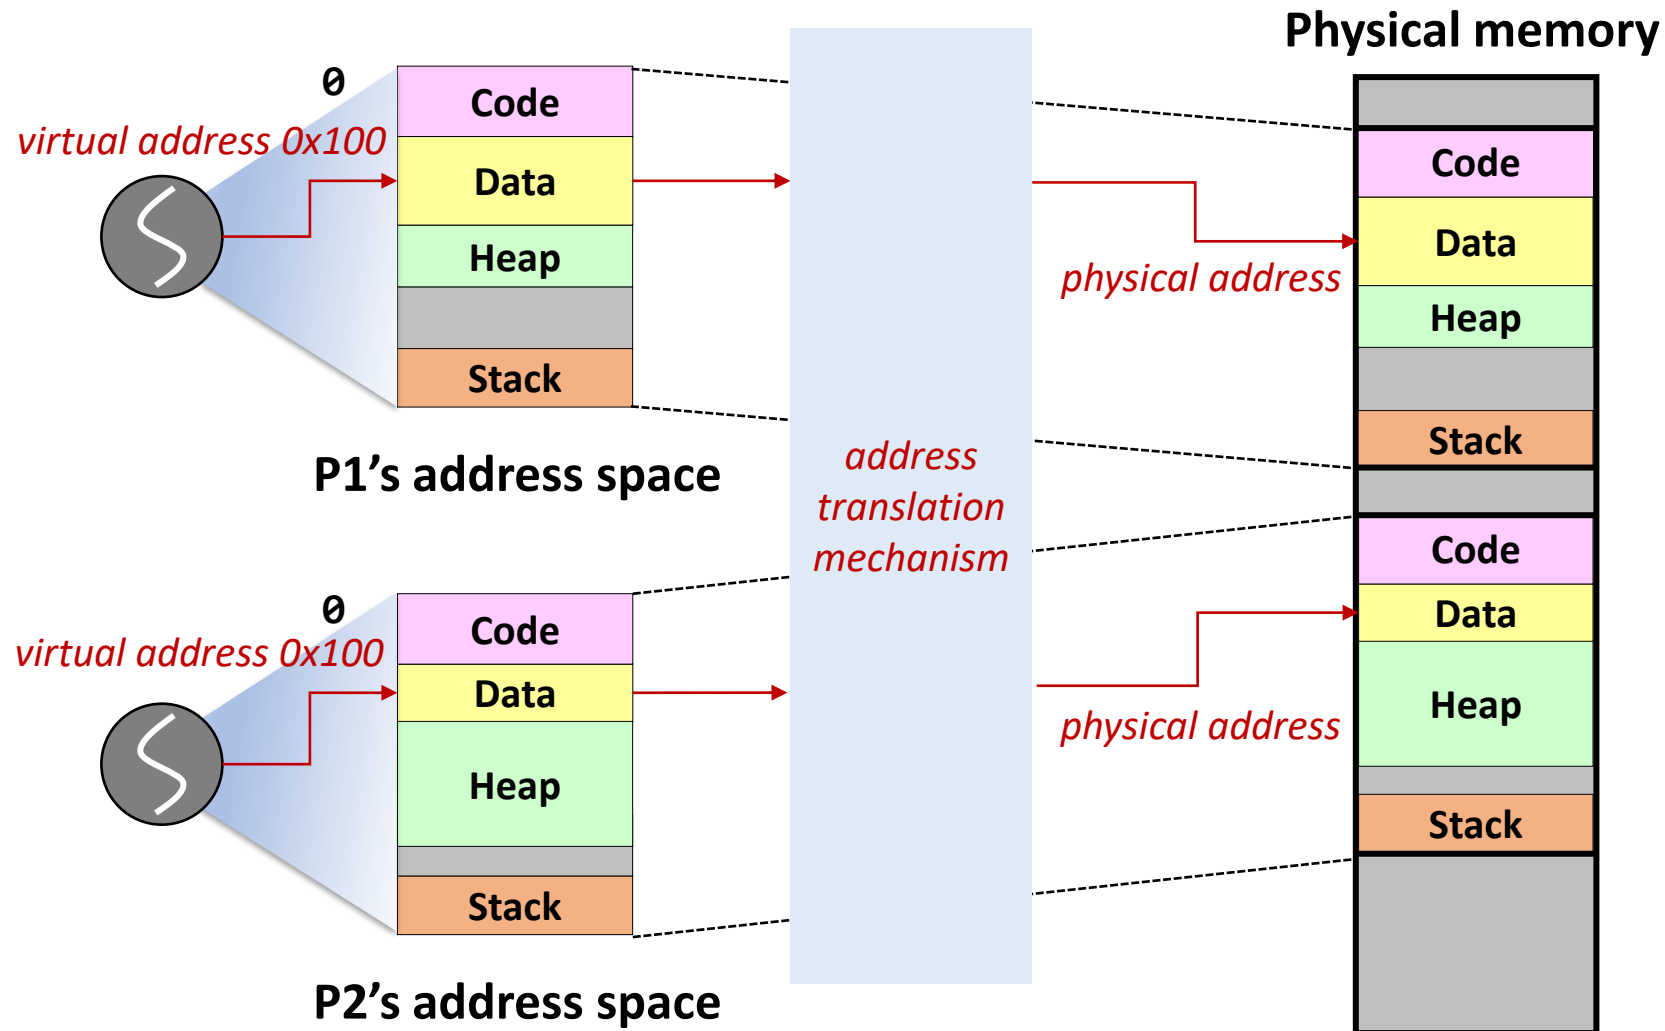 Physical memory
0
virtual address 0x100
Code
Data
Heap
Stack
P1’s address space
0
virtual address 0x100
Code
Data
Heap
Stack
P2’s address space
address
translation
mechanism
physical address
physical address
Code
Data
Heap
Stack
Code
Data
Heap
Stack